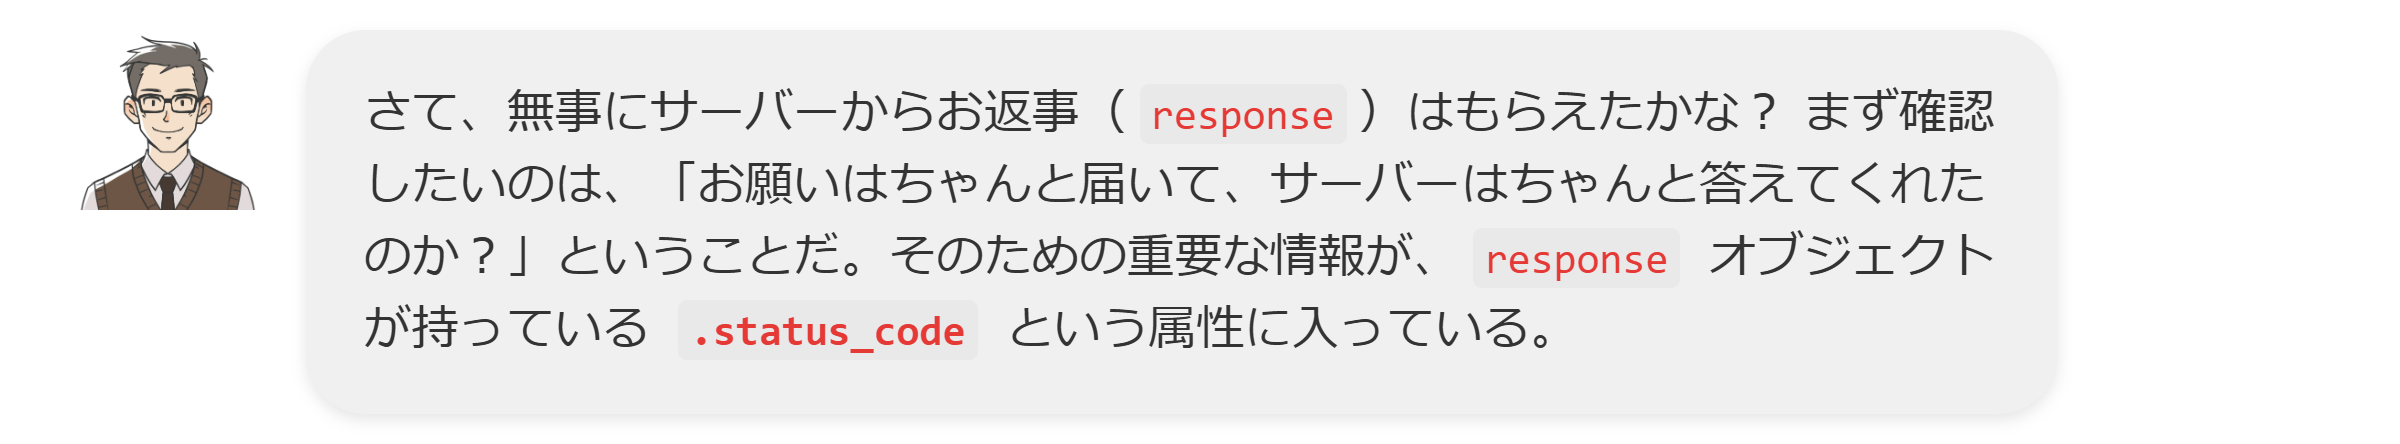 さて、無事にサーバーからお返事（response）はもらえたかな？ まず確認
したいのは、「お願いはちゃんと届いて、サーバーはちゃんと答えてくれた
のか？」ということだ。そのための重要な情報が、 response オブジェクト
が持っている .status_code という属性に入っている。